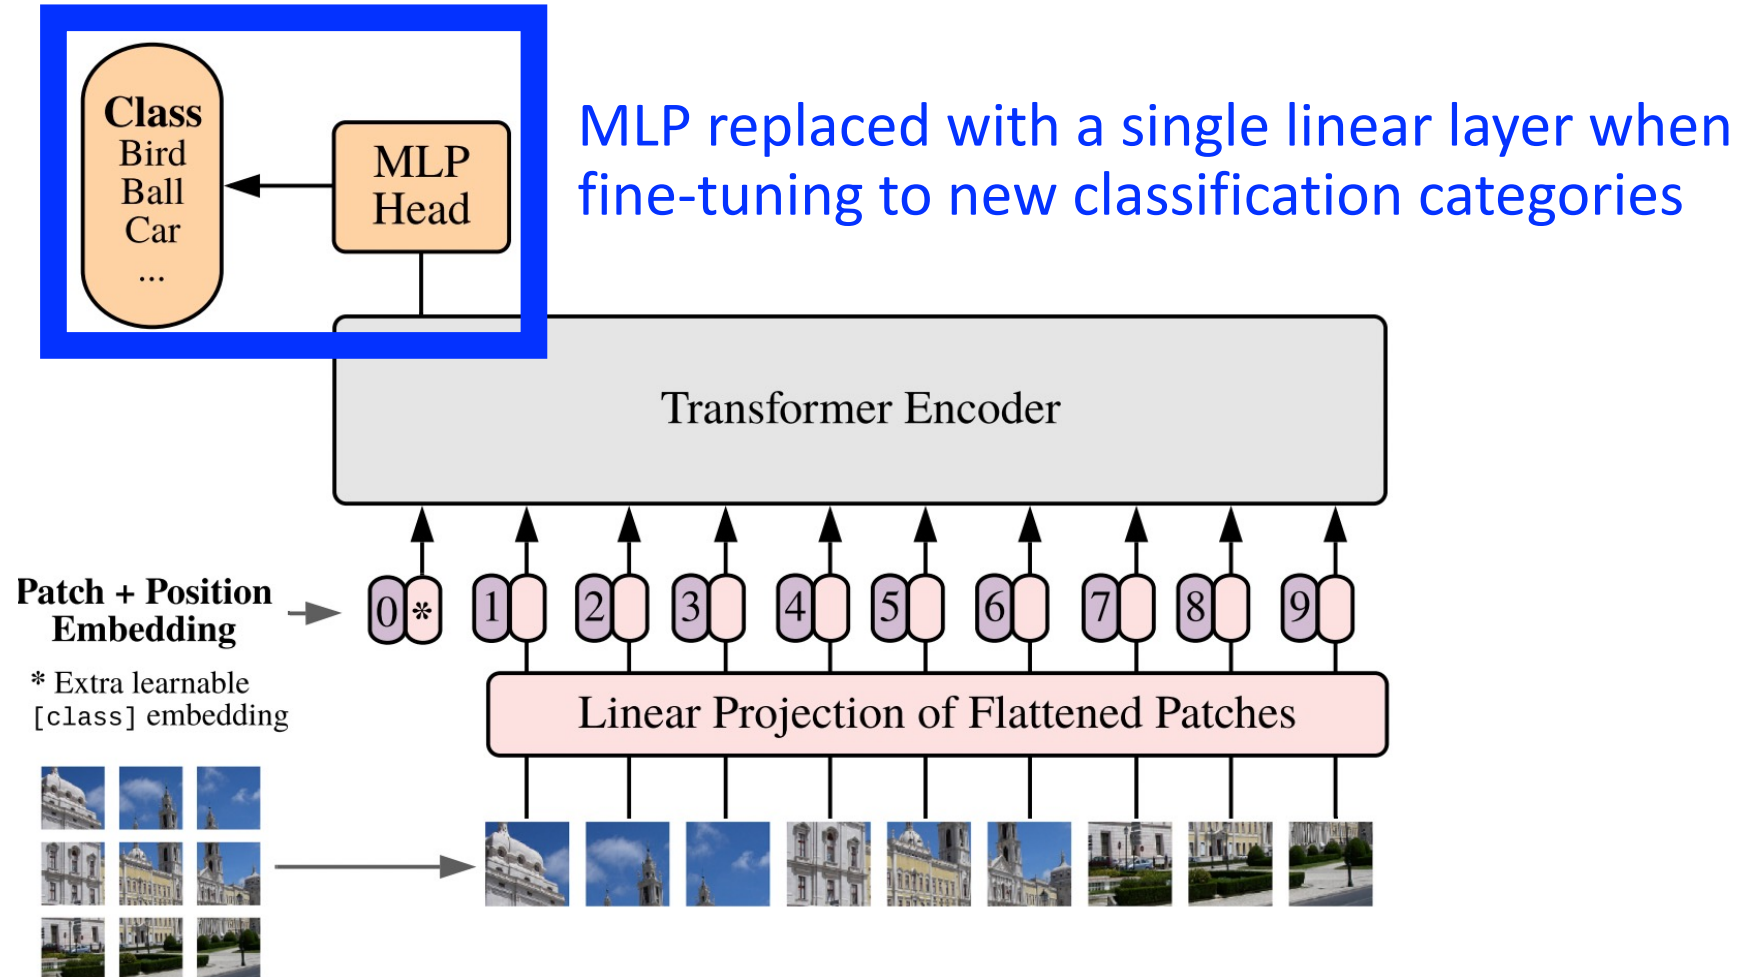 Class
Bird
Ball
Car
...
MLP
Head
MLP replaced with a single linear layer when
fine-tuning to new classification categories
Transformer Encoder
Patch + Position
Embedding
0 * 1 2 3 4 5 6 7 8 9
* Extra learnable
[class] embedding
Linear Projection of Flattened Patches